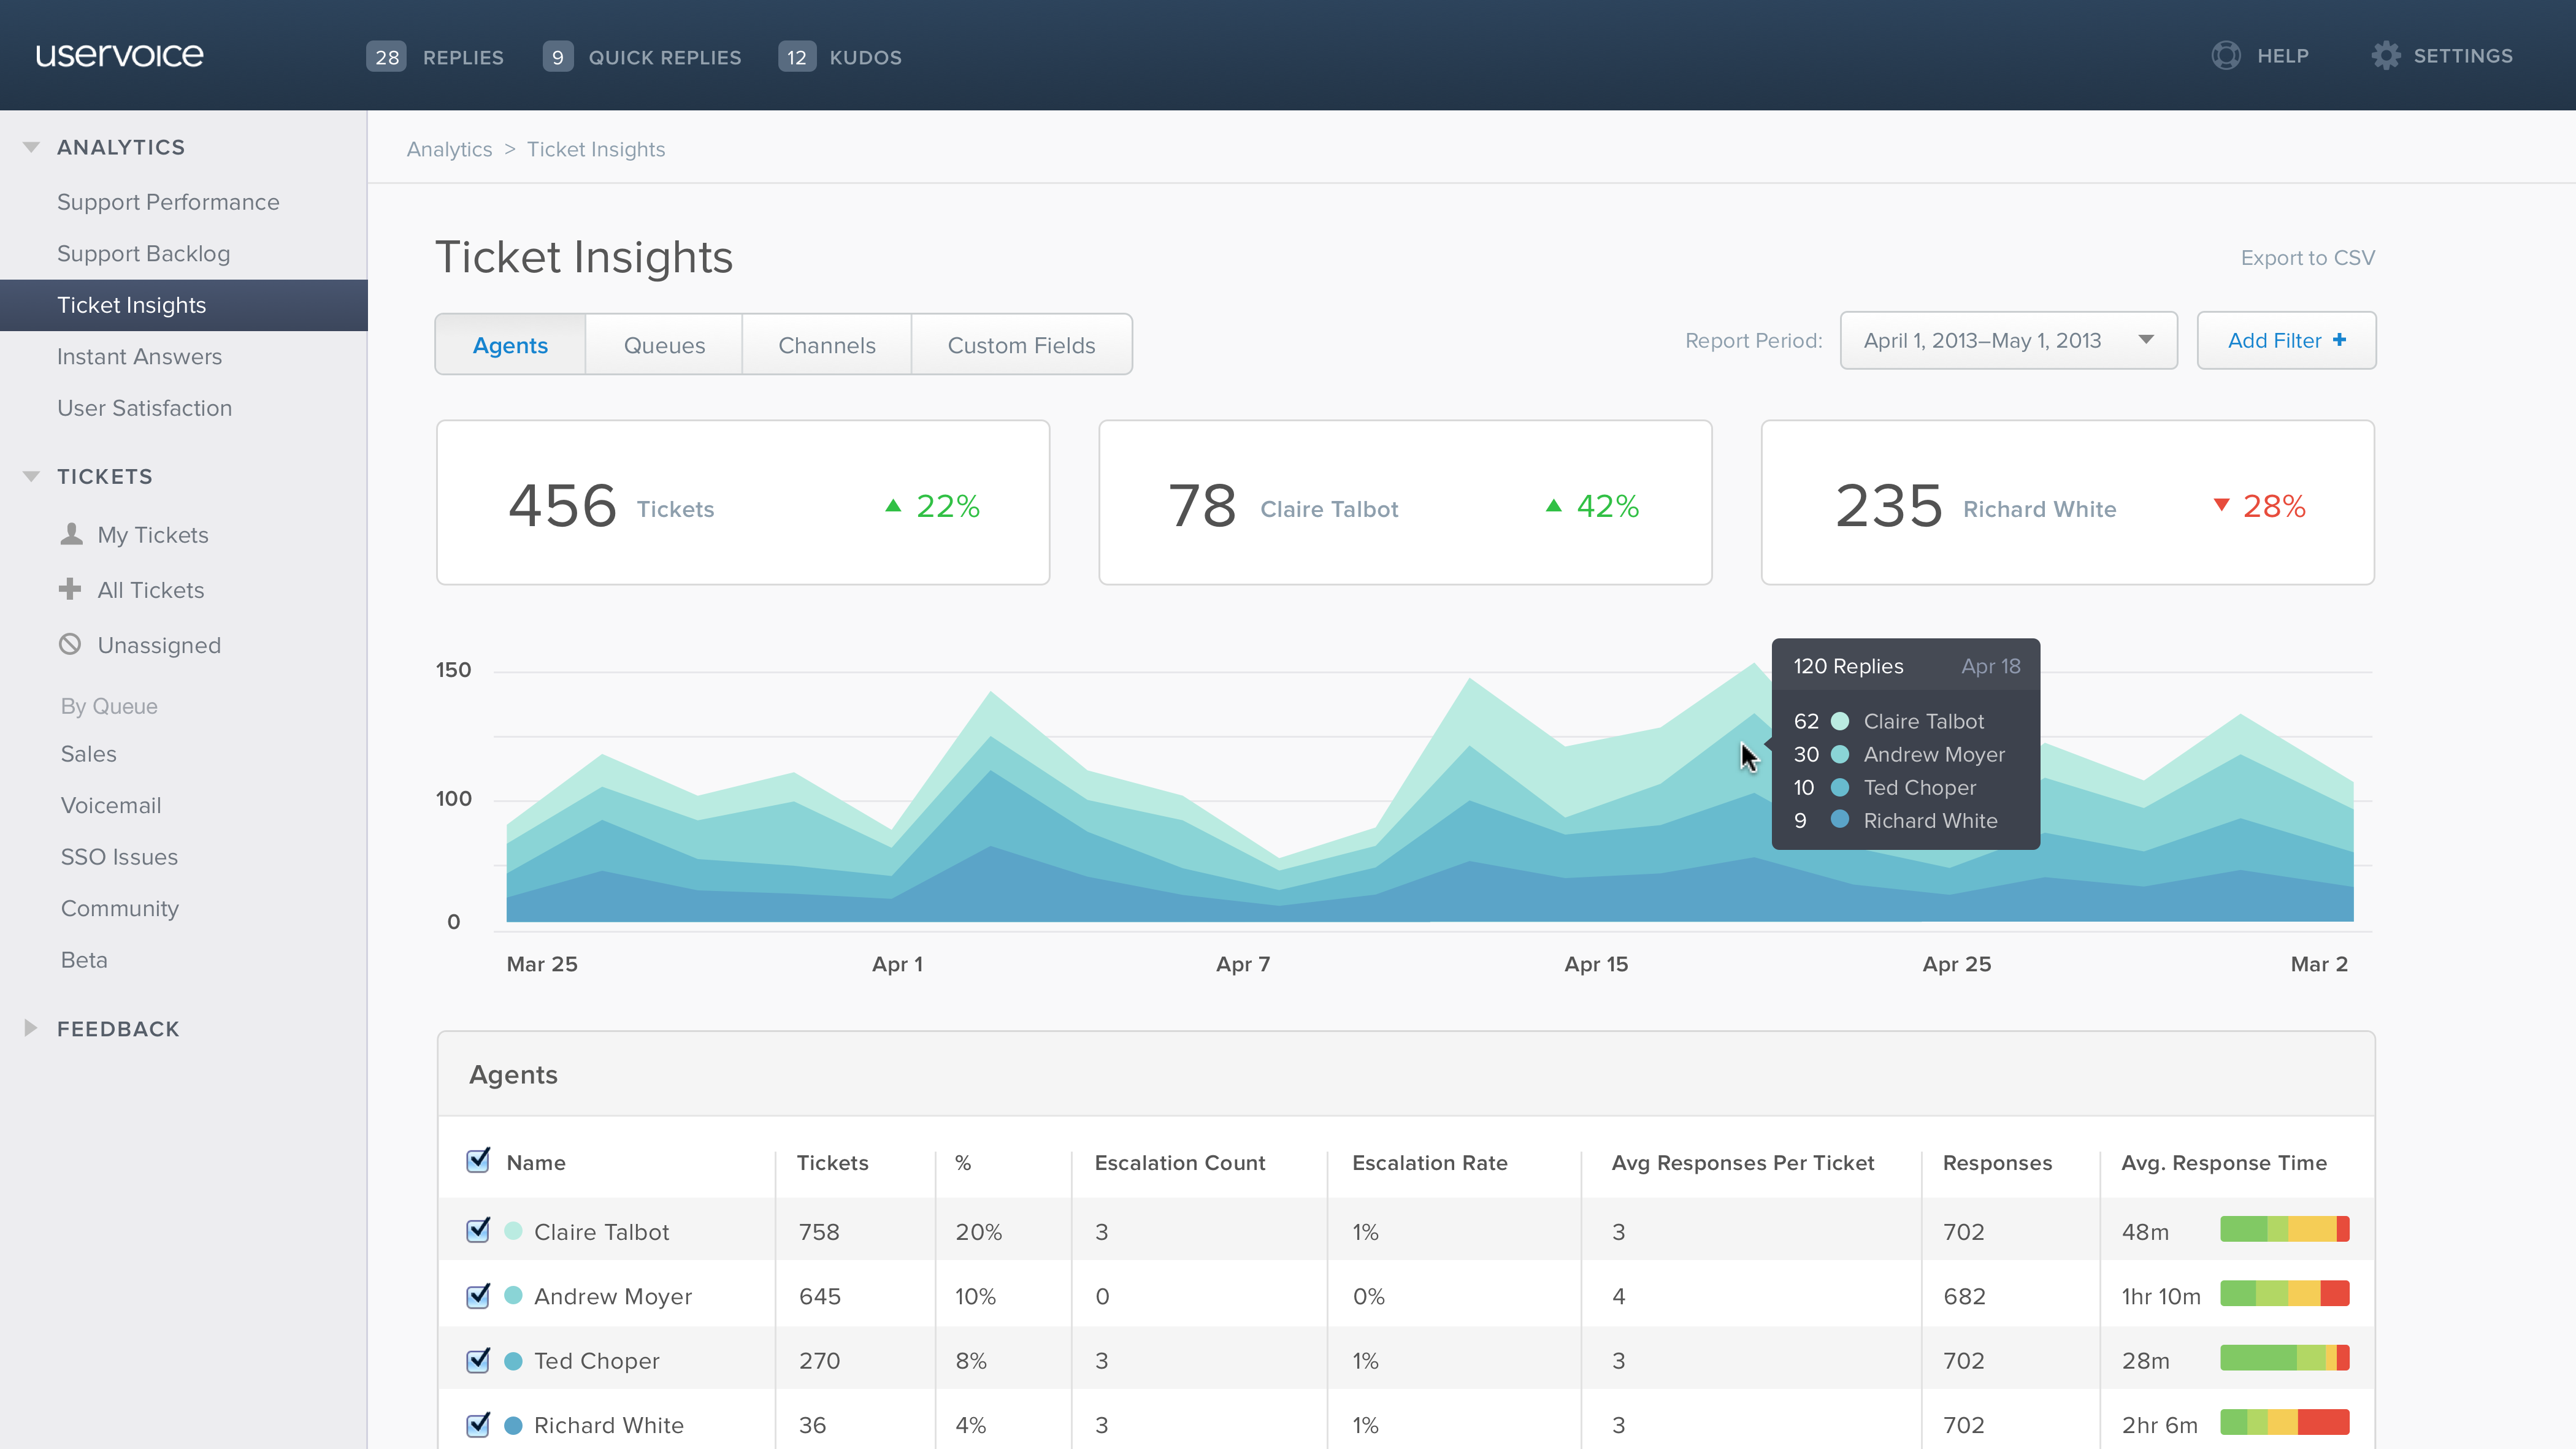 uservoice
28 REPLIES 9 QUICK REPLIES 12 KUDOS HELP SETTINGS
ANALYTICS
Support Performance
Support Backlog
Ticket Insights
Instant Answers
User Satisfaction
TICKETS
My Tickets
All Tickets
Unassigned
By Queue
Sales
Voicemail
SSO Issues
Community
Beta
FEEDBACK
Analytics > Ticket Insights
Ticket Insights
Export to CSV
Agents Queues Channels Custom Fields
Report Period: April 1, 2013–May 1, 2013 Add Filter +
456 Tickets 22%
78 Claire Talbot 42%
235 Richard White 28%
150
100
0
120 Replies Apr 18
62 Claire Talbot
30 Andrew Moyer
10 Ted Choper
9 Richard White
Mar 25 Apr 1 Apr 7 Apr 15 Apr 25 Mar 2
Agents
Name Tickets % Escalation Count Escalation Rate Avg Responses Per Ticket Responses Avg. Response Time
Claire Talbot 758 20% 3 1% 3 702 48m
Andrew Moyer 645 10% 0 0% 4 682 1hr 10m
Ted Choper 270 8% 3 1% 3 702 28m
Richard White 36 4% 3 1% 3 702 2hr 6m